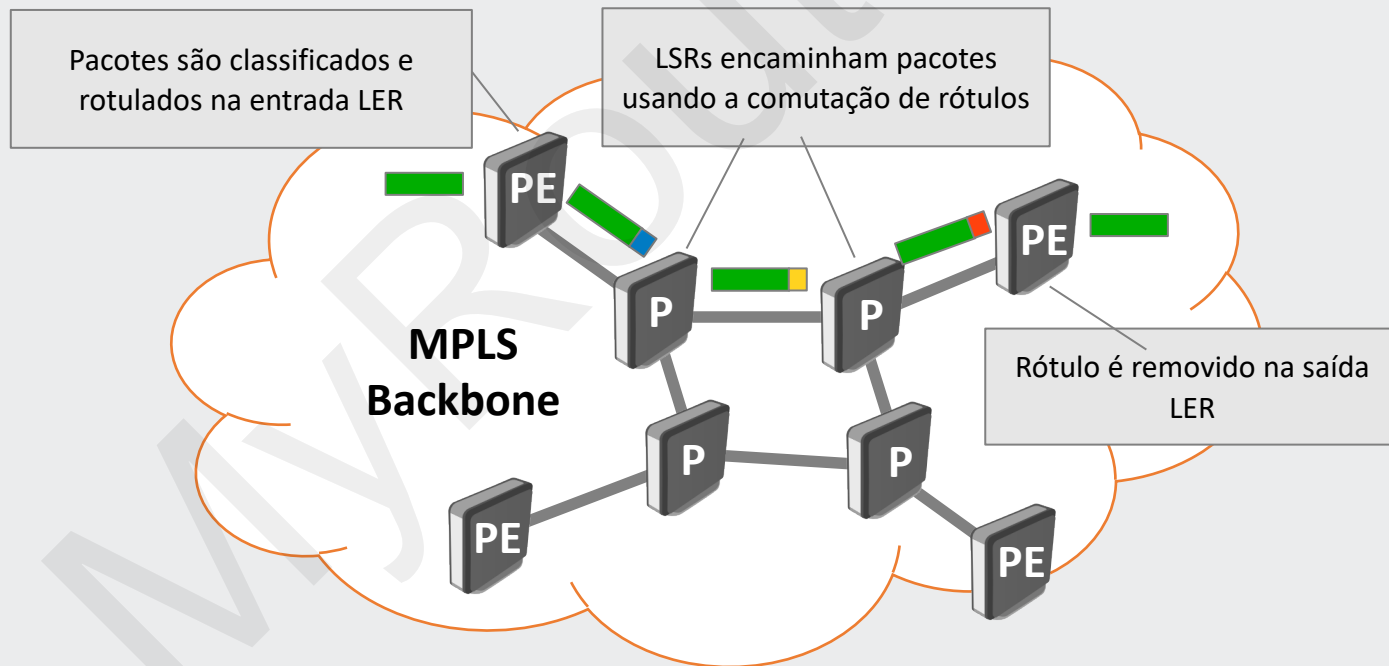 Pacotes são classificados e
rotulados na entrada LER
LSRs encaminham pacotes
usando a comutação de rótulos
PE
PE
P
P
MPLS
Backbone
Rótulo é removido na saída
LER
P
P
PE
PE
MyRout